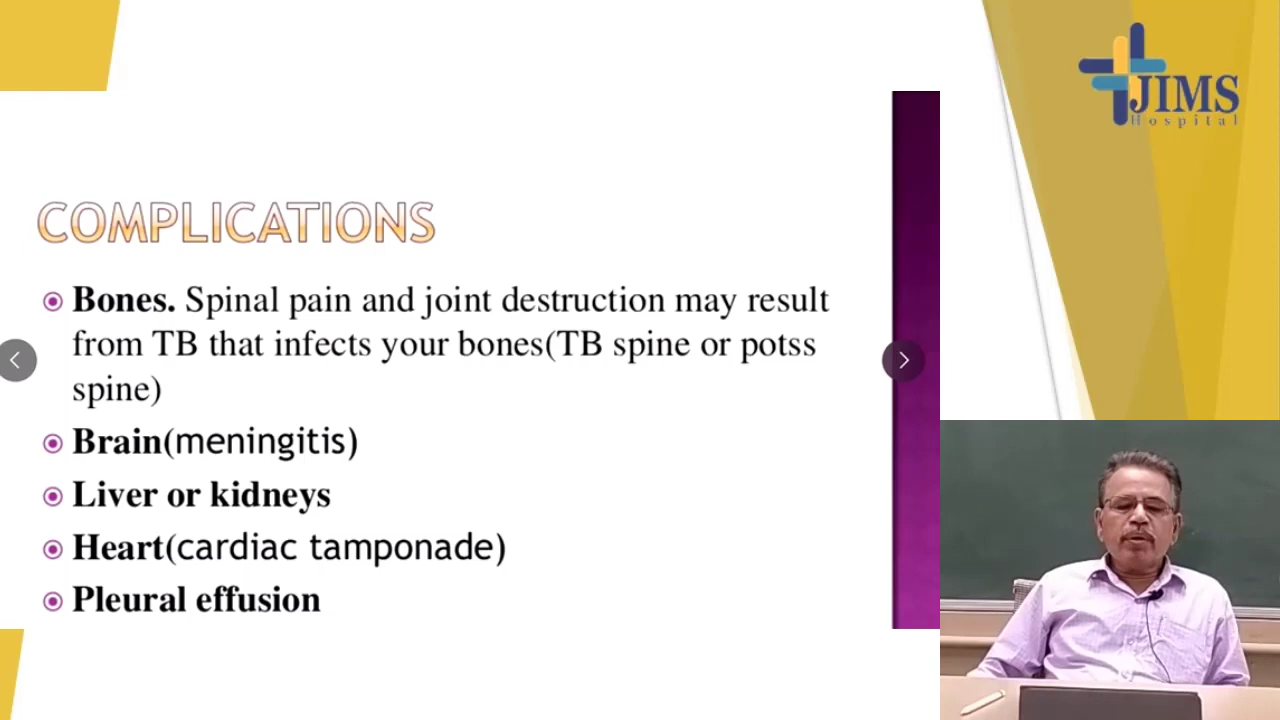 JIMS
Hospital
COMPLICATIONS
Bones. Spinal pain and joint destruction may result
from TB that infects your bones(TB spine or potss
spine)
Brain(meningitis)
Liver or kidneys
Heart(cardiac tamponade)
Pleural effusion